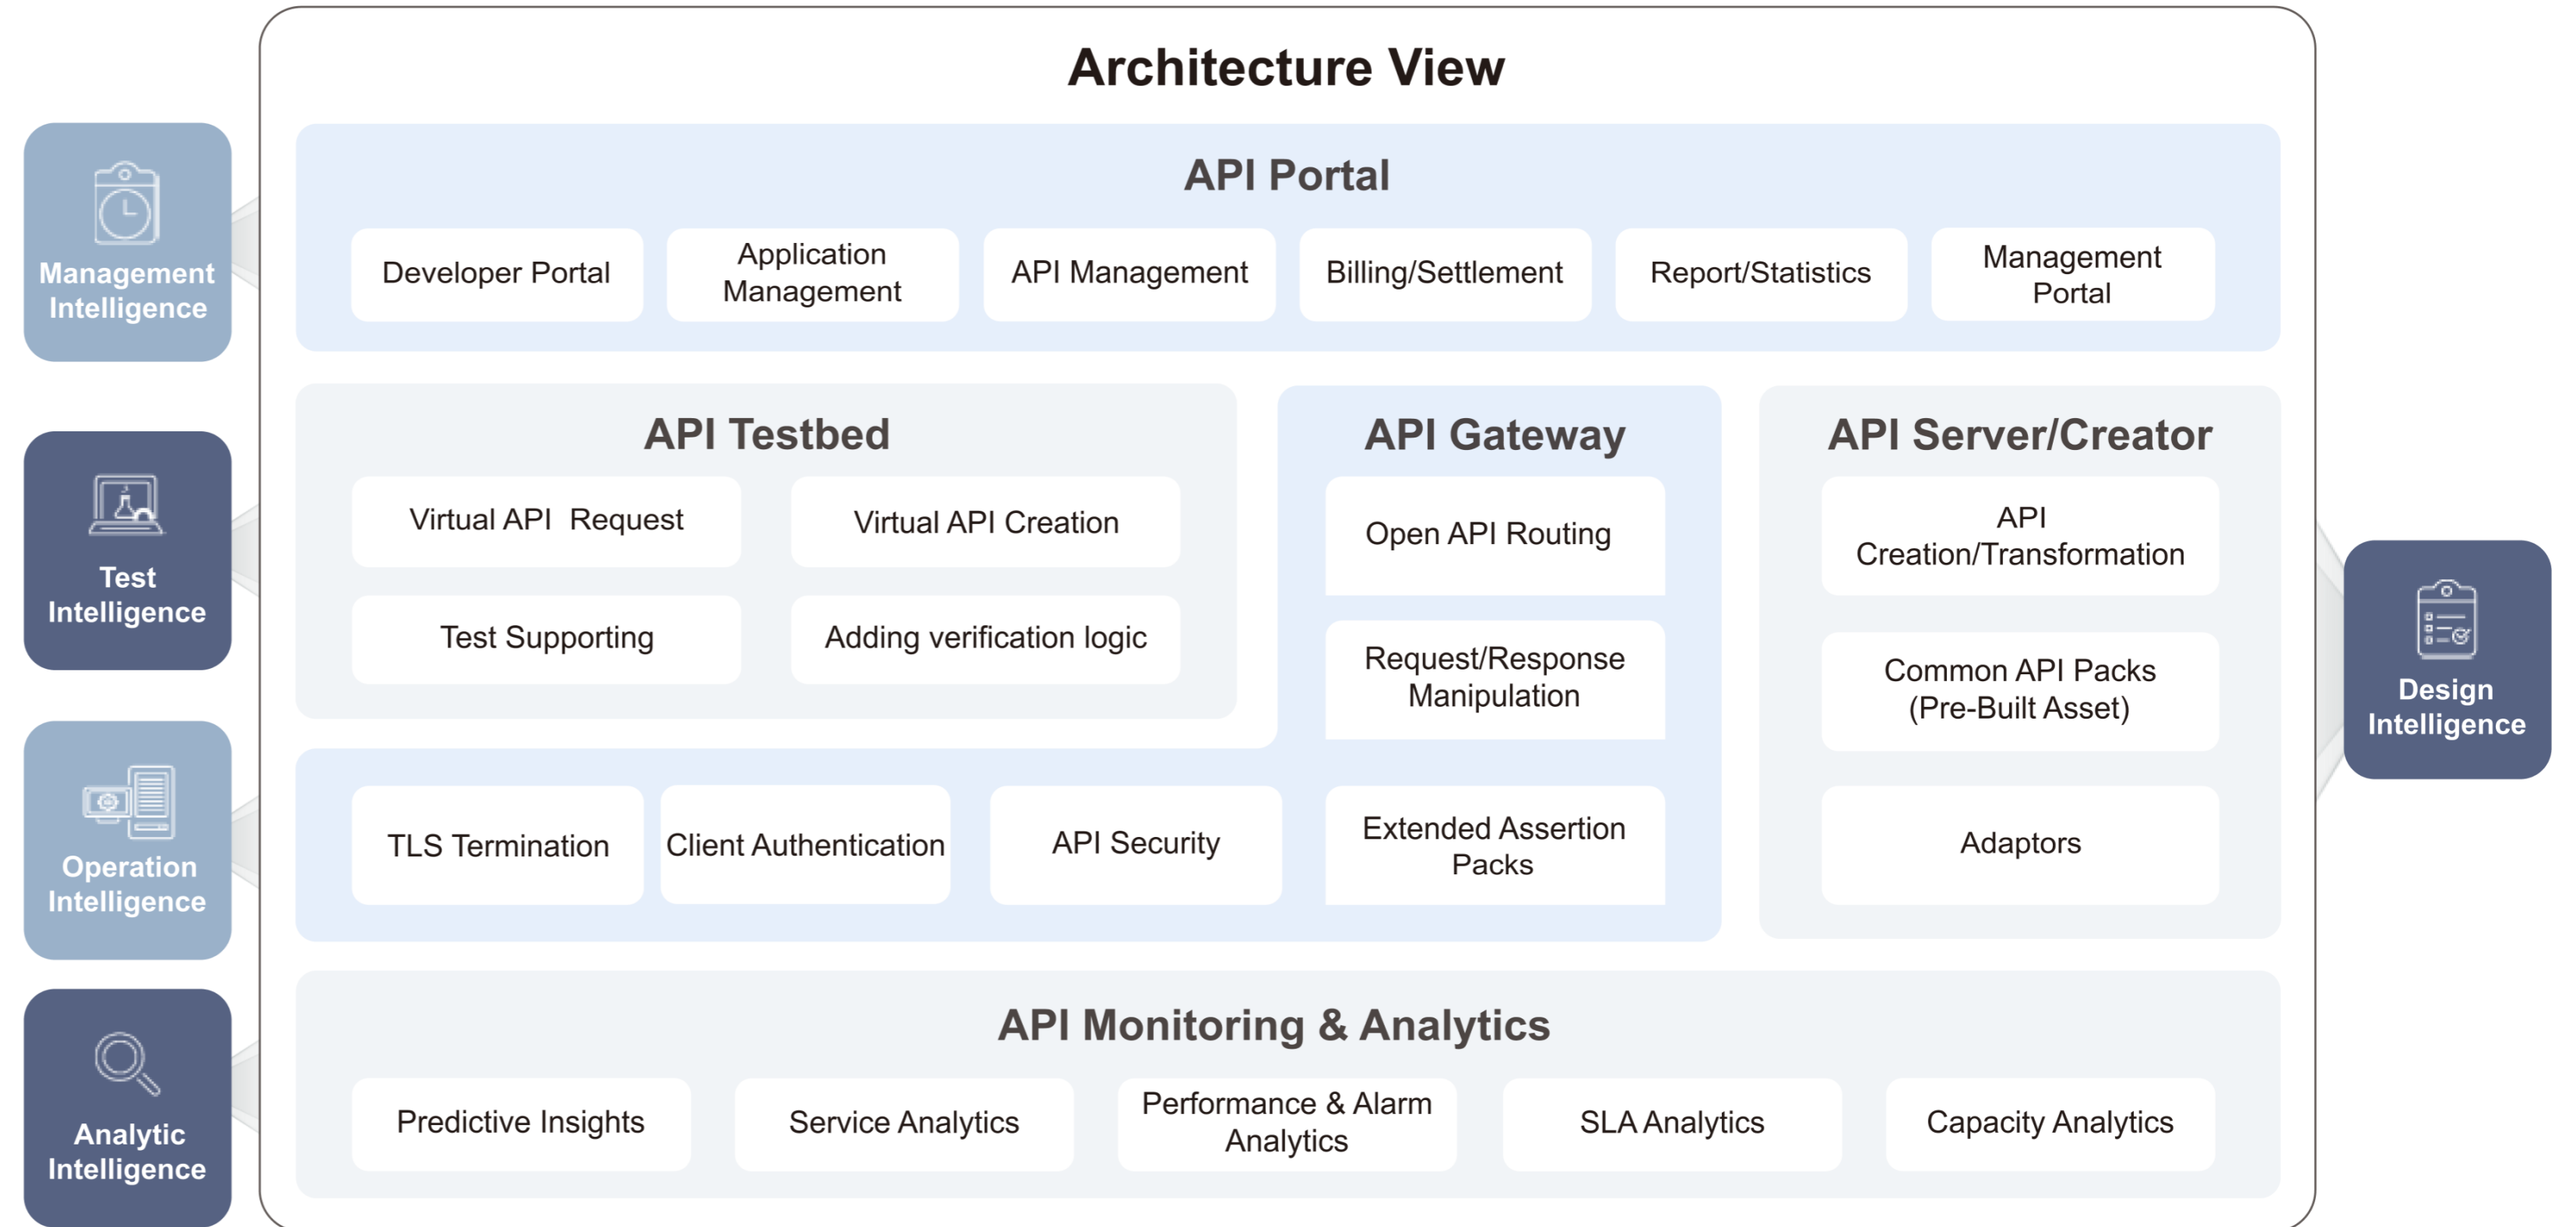 Architecture View
Management
Intelligence
API Portal
Developer Portal
Application
Management
API Management
Billing/Settlement
Report/Statistics
Management
Portal
Test
Intelligence
API Testbed
Virtual API  Request
Virtual API Creation
Test Supporting
Adding verification logic
API Gateway
Open API Routing
Request/Response
Manipulation
API Server/Creator
API
Creation/Transformation
Common API Packs
(Pre-Built Asset)
Adaptors
Design
Intelligence
Operation
Intelligence
TLS Termination
Client Authentication
API Security
Extended Assertion
Packs
Analytic
Intelligence
API Monitoring & Analytics
Predictive Insights
Service Analytics
Performance & Alarm
Analytics
SLA Analytics
Capacity Analytics